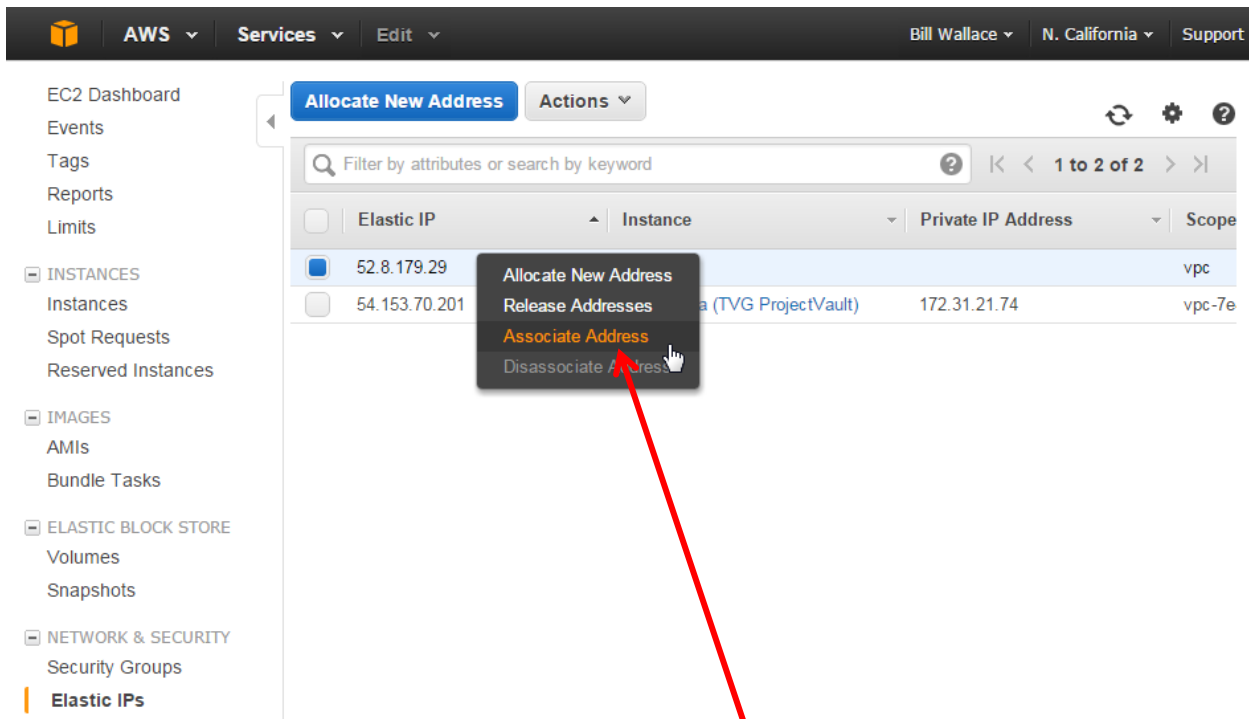 AWS Services Edit Bill Wallace N. California Support
EC2 Dashboard
Events
Tags
Reports
Limits
INSTANCES
Instances
Spot Requests
Reserved Instances
IMAGES
AMIs
Bundle Tasks
ELASTIC BLOCK STORE
Volumes
Snapshots
NETWORK & SECURITY
Security Groups
Elastic IPs
Allocate New Address Actions
Filter by attributes or search by keyword 1 to 2 of 2
Elastic IP Instance Private IP Address Scope
52.8.179.29 vpc
54.153.70.201 a (TVG ProjectVault) 172.31.21.74 vpc-7e
Allocate New Address
Release Addresses
Associate Address
Disassociate Address